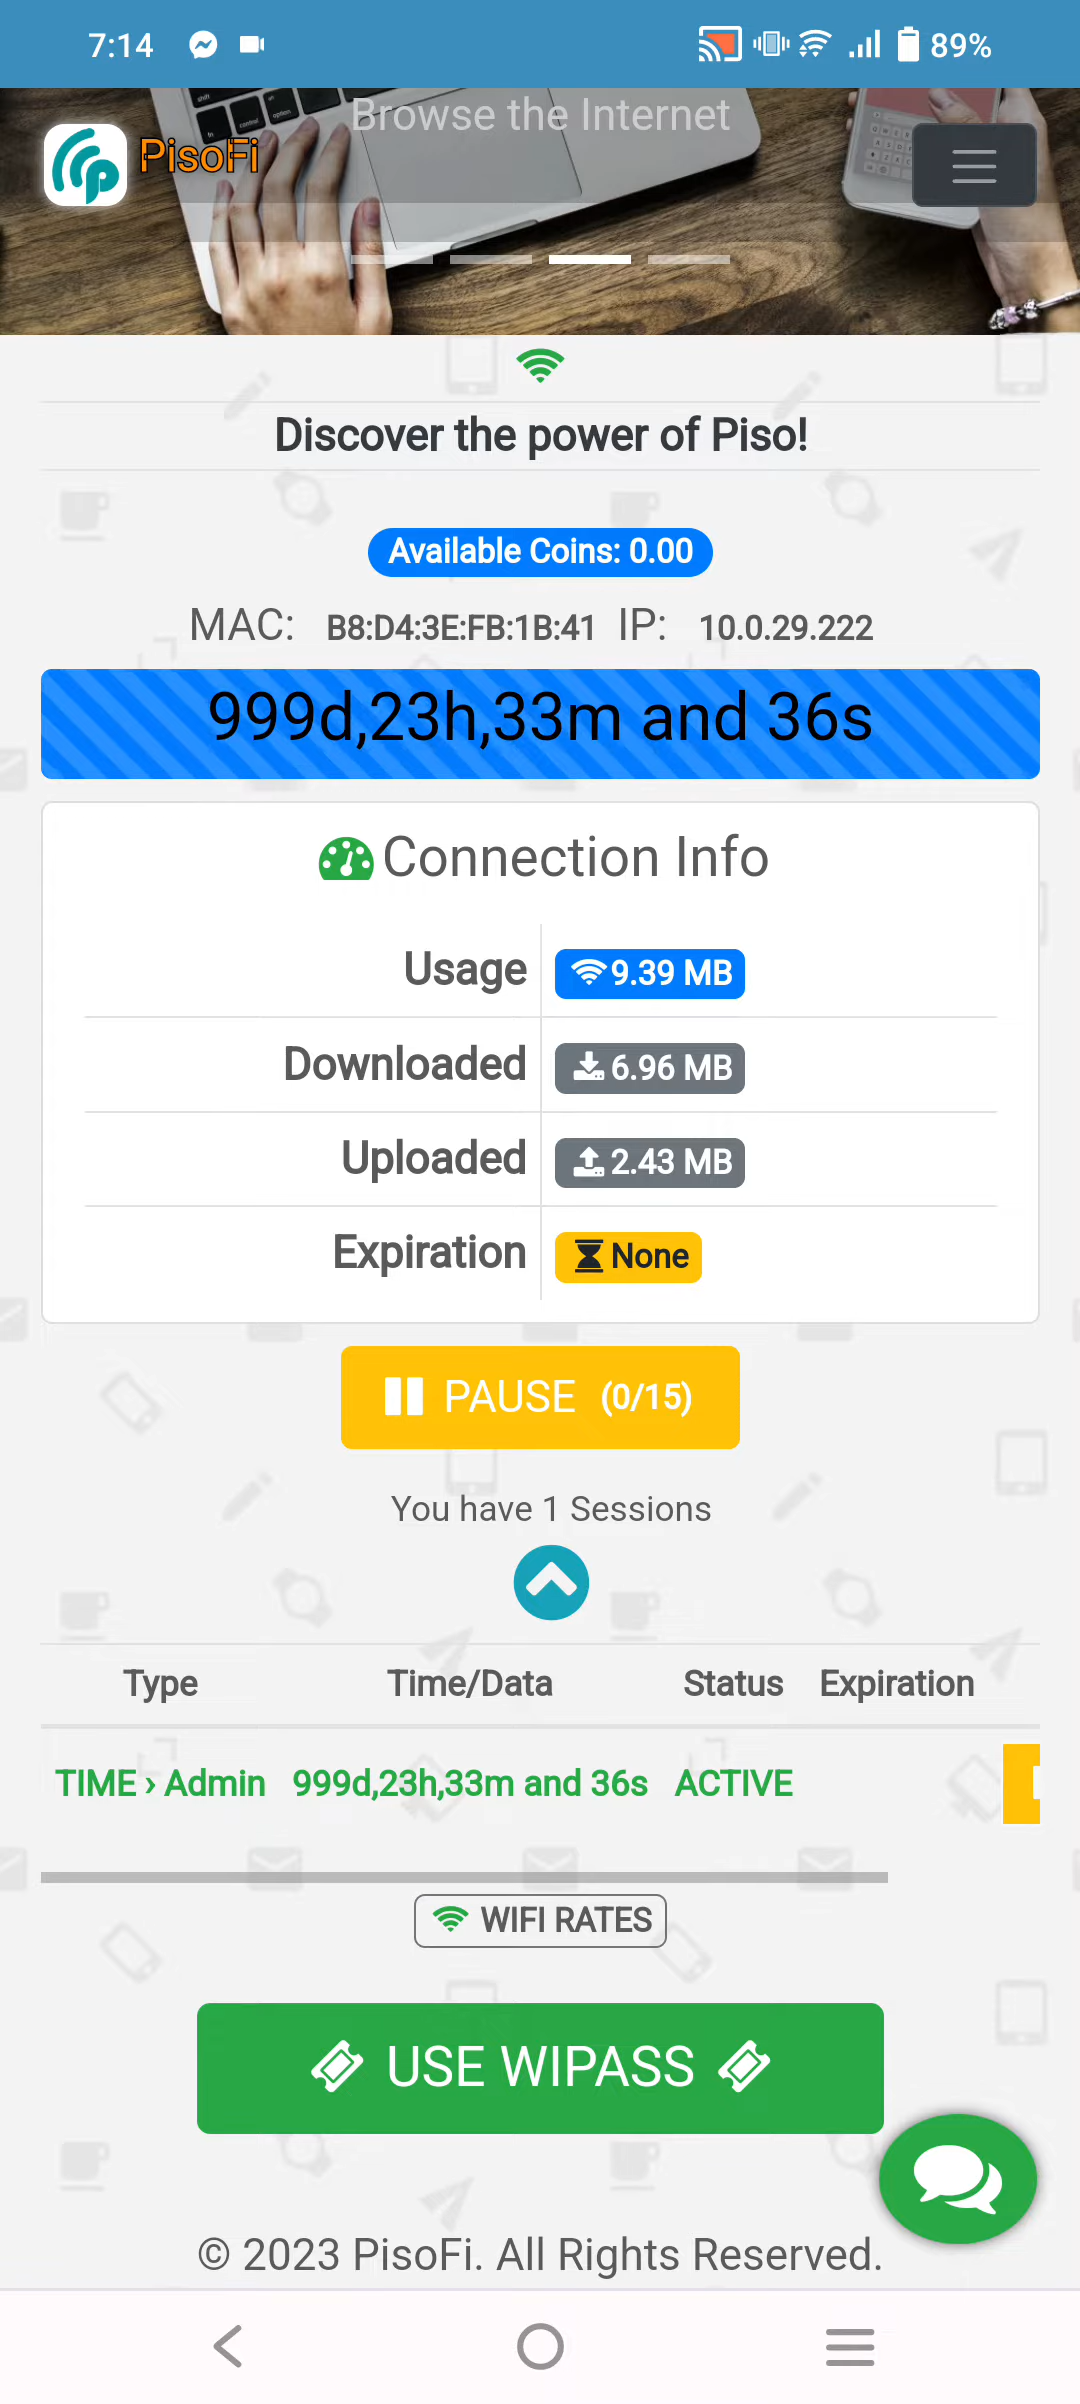 7:14
89%
Browse the Internet
PisoFi
Discover the power of Piso!
Available Coins: 0.00
MAC: B8:D4:3E:FB:1B:41 IP: 10.0.29.222
999d,23h,33m and 36s
Connection Info
Usage 9.39 MB
Downloaded 6.96 MB
Uploaded 2.43 MB
Expiration None
PAUSE (0/15)
You have 1 Sessions
Type Time/Data Status Expiration
TIME › Admin 999d,23h,33m and 36s ACTIVE
WIFI RATES
USE WIPASS
© 2023 PisoFi. All Rights Reserved.